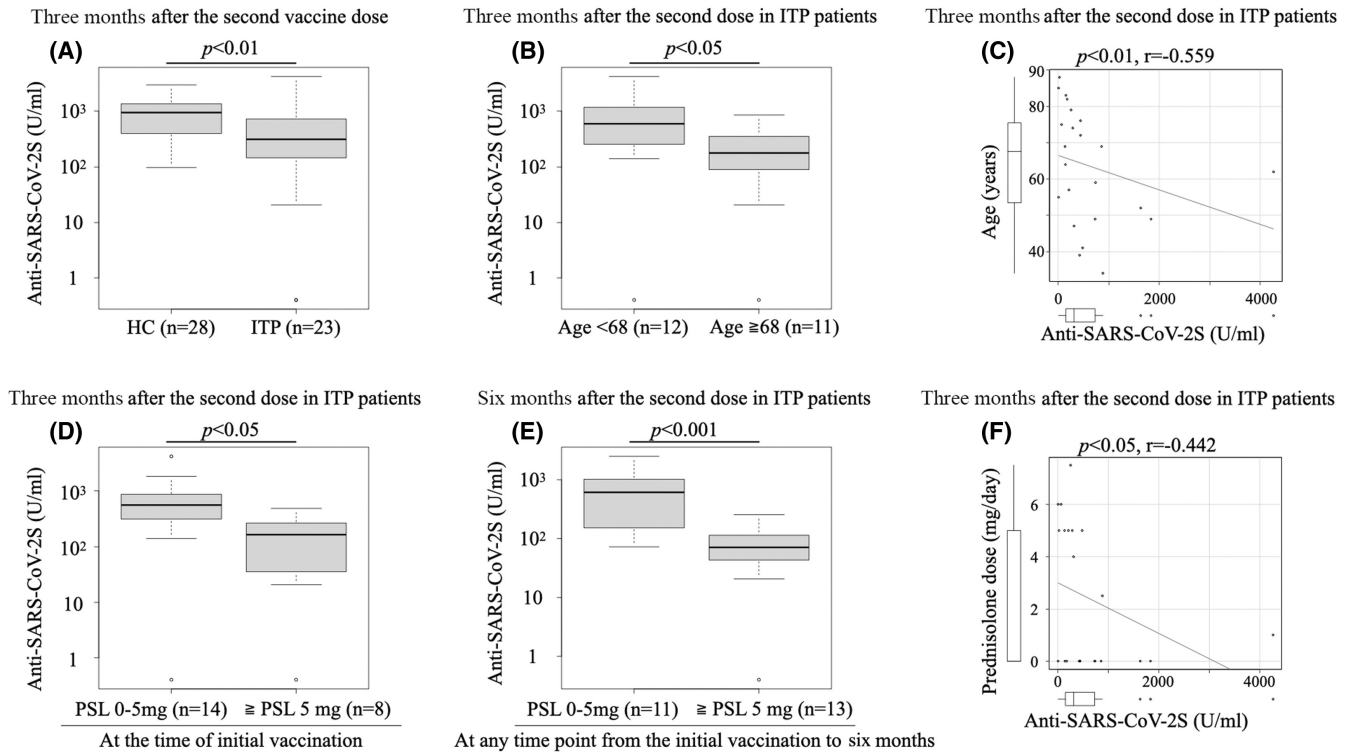 Three months after the second vaccine dose
(A)
p<0.01
Anti-SARS-CoV-2S (U/ml)
10³
10²
10
1
HC (n=28) ITP (n=23)
Three months after the second dose in ITP patients
(B)
p<0.05
Anti-SARS-CoV-2S (U/ml)
10³
10²
10
1
Age <68 (n=12) Age ≧68 (n=11)
Three months after the second dose in ITP patients
(C)
p<0.01, r=-0.559
Age (years)
90
80
60
40
0 2000 4000
Anti-SARS-CoV-2S (U/ml)
Three months after the second dose in ITP patients
(D)
p<0.05
Anti-SARS-CoV-2S (U/ml)
10³
10²
10
1
PSL 0-5mg (n=14) ≧ PSL 5 mg (n=8)
At the time of initial vaccination
Six months after the second dose in ITP patients
(E)
p<0.001
Anti-SARS-CoV-2S (U/ml)
10³
10²
10
1
PSL 0-5mg (n=11) ≧ PSL 5 mg (n=13)
At any time point from the initial vaccination to six months
Three months after the second dose in ITP patients
(F)
p<0.05, r=-0.442
Prednisolone dose (mg/day)
6
4
2
0
0 2000 4000
Anti-SARS-CoV-2S (U/ml)